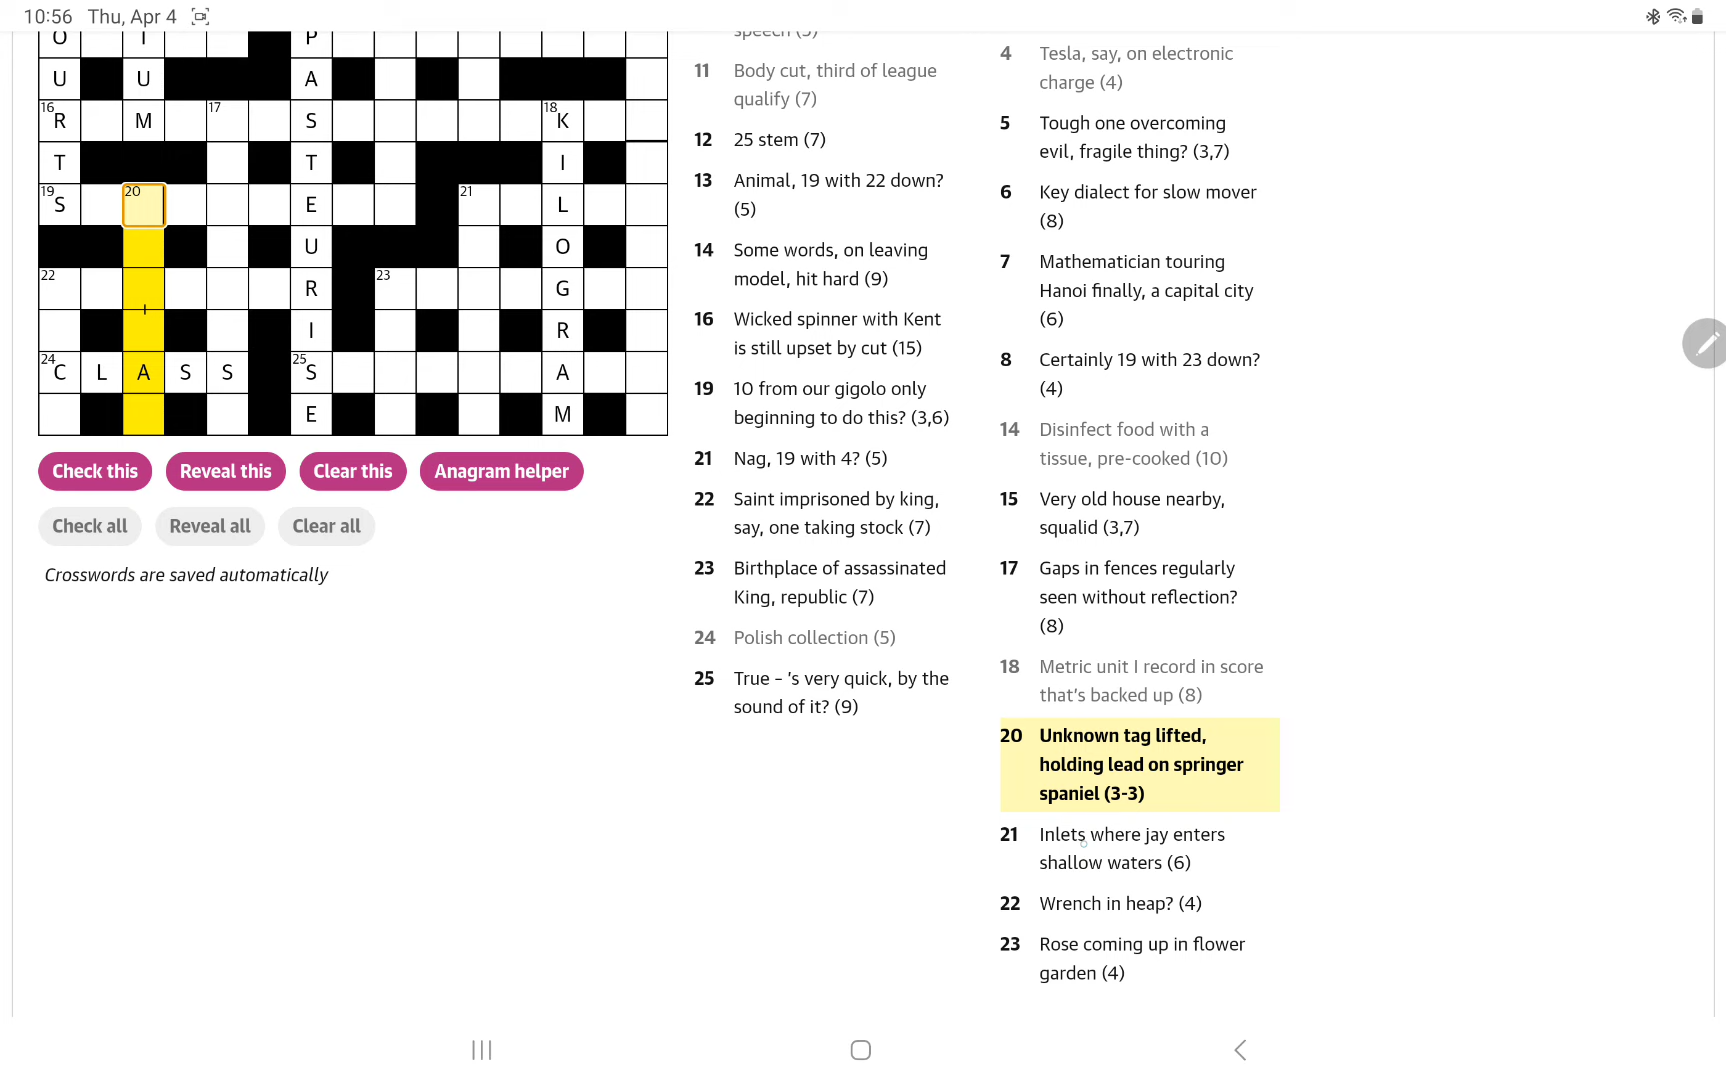 10:56 Thu, Apr 4
O I P
U U A
16 R M 17 S 18 K
T T I
19 S 20 E 21 L
U O
22 R 23 G
I R
24 C L A S S 25 S A
E M
Check this Reveal this Clear this Anagram helper
Check all Reveal all Clear all
Crosswords are saved automatically
speech (5)
11 Body cut, third of league
qualify (7)
12 25 stem (7)
13 Animal, 19 with 22 down?
(5)
14 Some words, on leaving
model, hit hard (9)
16 Wicked spinner with Kent
is still upset by cut (15)
19 10 from our gigolo only
beginning to do this? (3,6)
21 Nag, 19 with 4? (5)
22 Saint imprisoned by king,
say, one taking stock (7)
23 Birthplace of assassinated
King, republic (7)
24 Polish collection (5)
25 True – ’s very quick, by the
sound of it? (9)
4 Tesla, say, on electronic
charge (4)
5 Tough one overcoming
evil, fragile thing? (3,7)
6 Key dialect for slow mover
(8)
7 Mathematician touring
Hanoi finally, a capital city
(6)
8 Certainly 19 with 23 down?
(4)
14 Disinfect food with a
tissue, pre-cooked (10)
15 Very old house nearby,
squalid (3,7)
17 Gaps in fences regularly
seen without reflection?
(8)
18 Metric unit I record in score
that’s backed up (8)
20 Unknown tag lifted,
holding lead on springer
spaniel (3-3)
21 Inlets where jay enters
shallow waters (6)
22 Wrench in heap? (4)
23 Rose coming up in flower
garden (4)